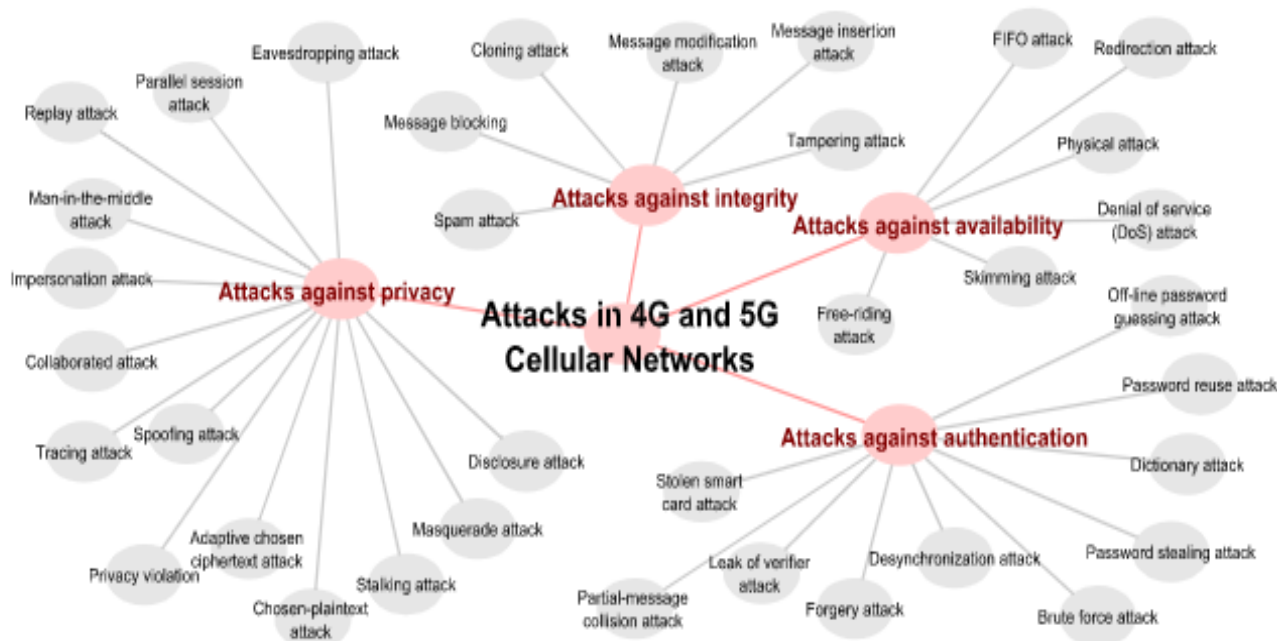 Eavesdropping attack
Parallel session
attack
Replay attack
Man-in-the-middle
attack
Impersonation attack
Collaborated attack
Tracing attack
Spoofing attack
Privacy violation
Adaptive chosen
ciphertext attack
Chosen-plaintext
attack
Stalking attack
Masquerade attack
Disclosure attack
Attacks against privacy
Cloning attack
Message modification
attack
Message insertion
attack
Message blocking
Tampering attack
Spam attack
Attacks against integrity
FIFO attack
Redirection attack
Physical attack
Denial of service
(DoS) attack
Skimming attack
Free-riding
attack
Attacks against availability
Attacks in 4G and 5G
Cellular Networks
Off-line password
guessing attack
Password reuse attack
Dictionary attack
Password stealing attack
Brute force attack
Desynchronization attack
Forgery attack
Leak of verifier
attack
Partial-message
collision attack
Stolen smart
card attack
Attacks against authentication